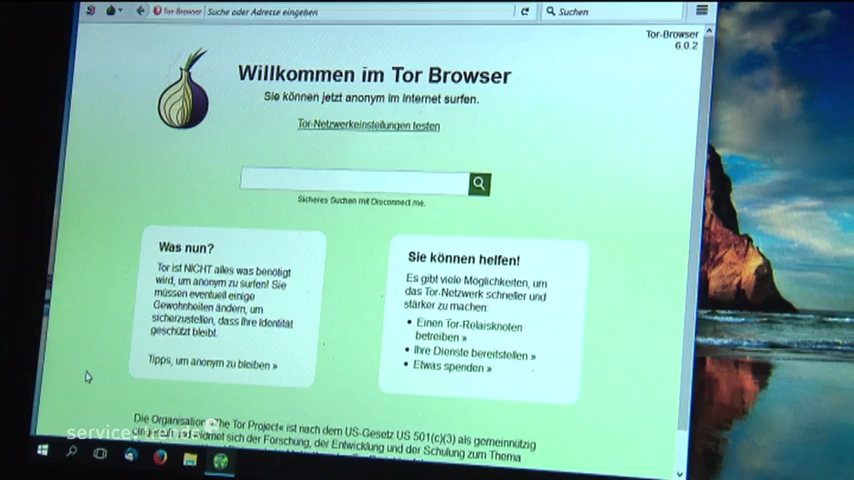 Tor Browser
Suche oder Adresse eingeben
Suchen
Tor-Browser
6.0.2
Willkommen im Tor Browser
Sie können jetzt anonym im Internet surfen.
Tor-Netzwerkeinstellungen testen
Sicheres Suchen mit Disconnect.me.
Was nun?
Tor ist NICHT alles was benötigt
wird, um anonym zu surfen! Sie
müssen eventuell einige
Gewohnheiten ändern, um
sicherzustellen, dass Ihre Identität
geschützt bleibt.
Tipps, um anonym zu bleiben »
Sie können helfen!
Es gibt viele Möglichkeiten, um
das Tor-Netzwerk schneller und
stärker zu machen:
• Einen Tor-Relaisknoten
betreiben »
• Ihre Dienste bereitstellen »
• Etwas spenden »
Die Organisation »The Tor Project« ist nach dem US-Gesetz US 501(c)(3) als gemeinnützig
sich der Forschung, der Entwicklung und der Schulung zum Thema
service: trends